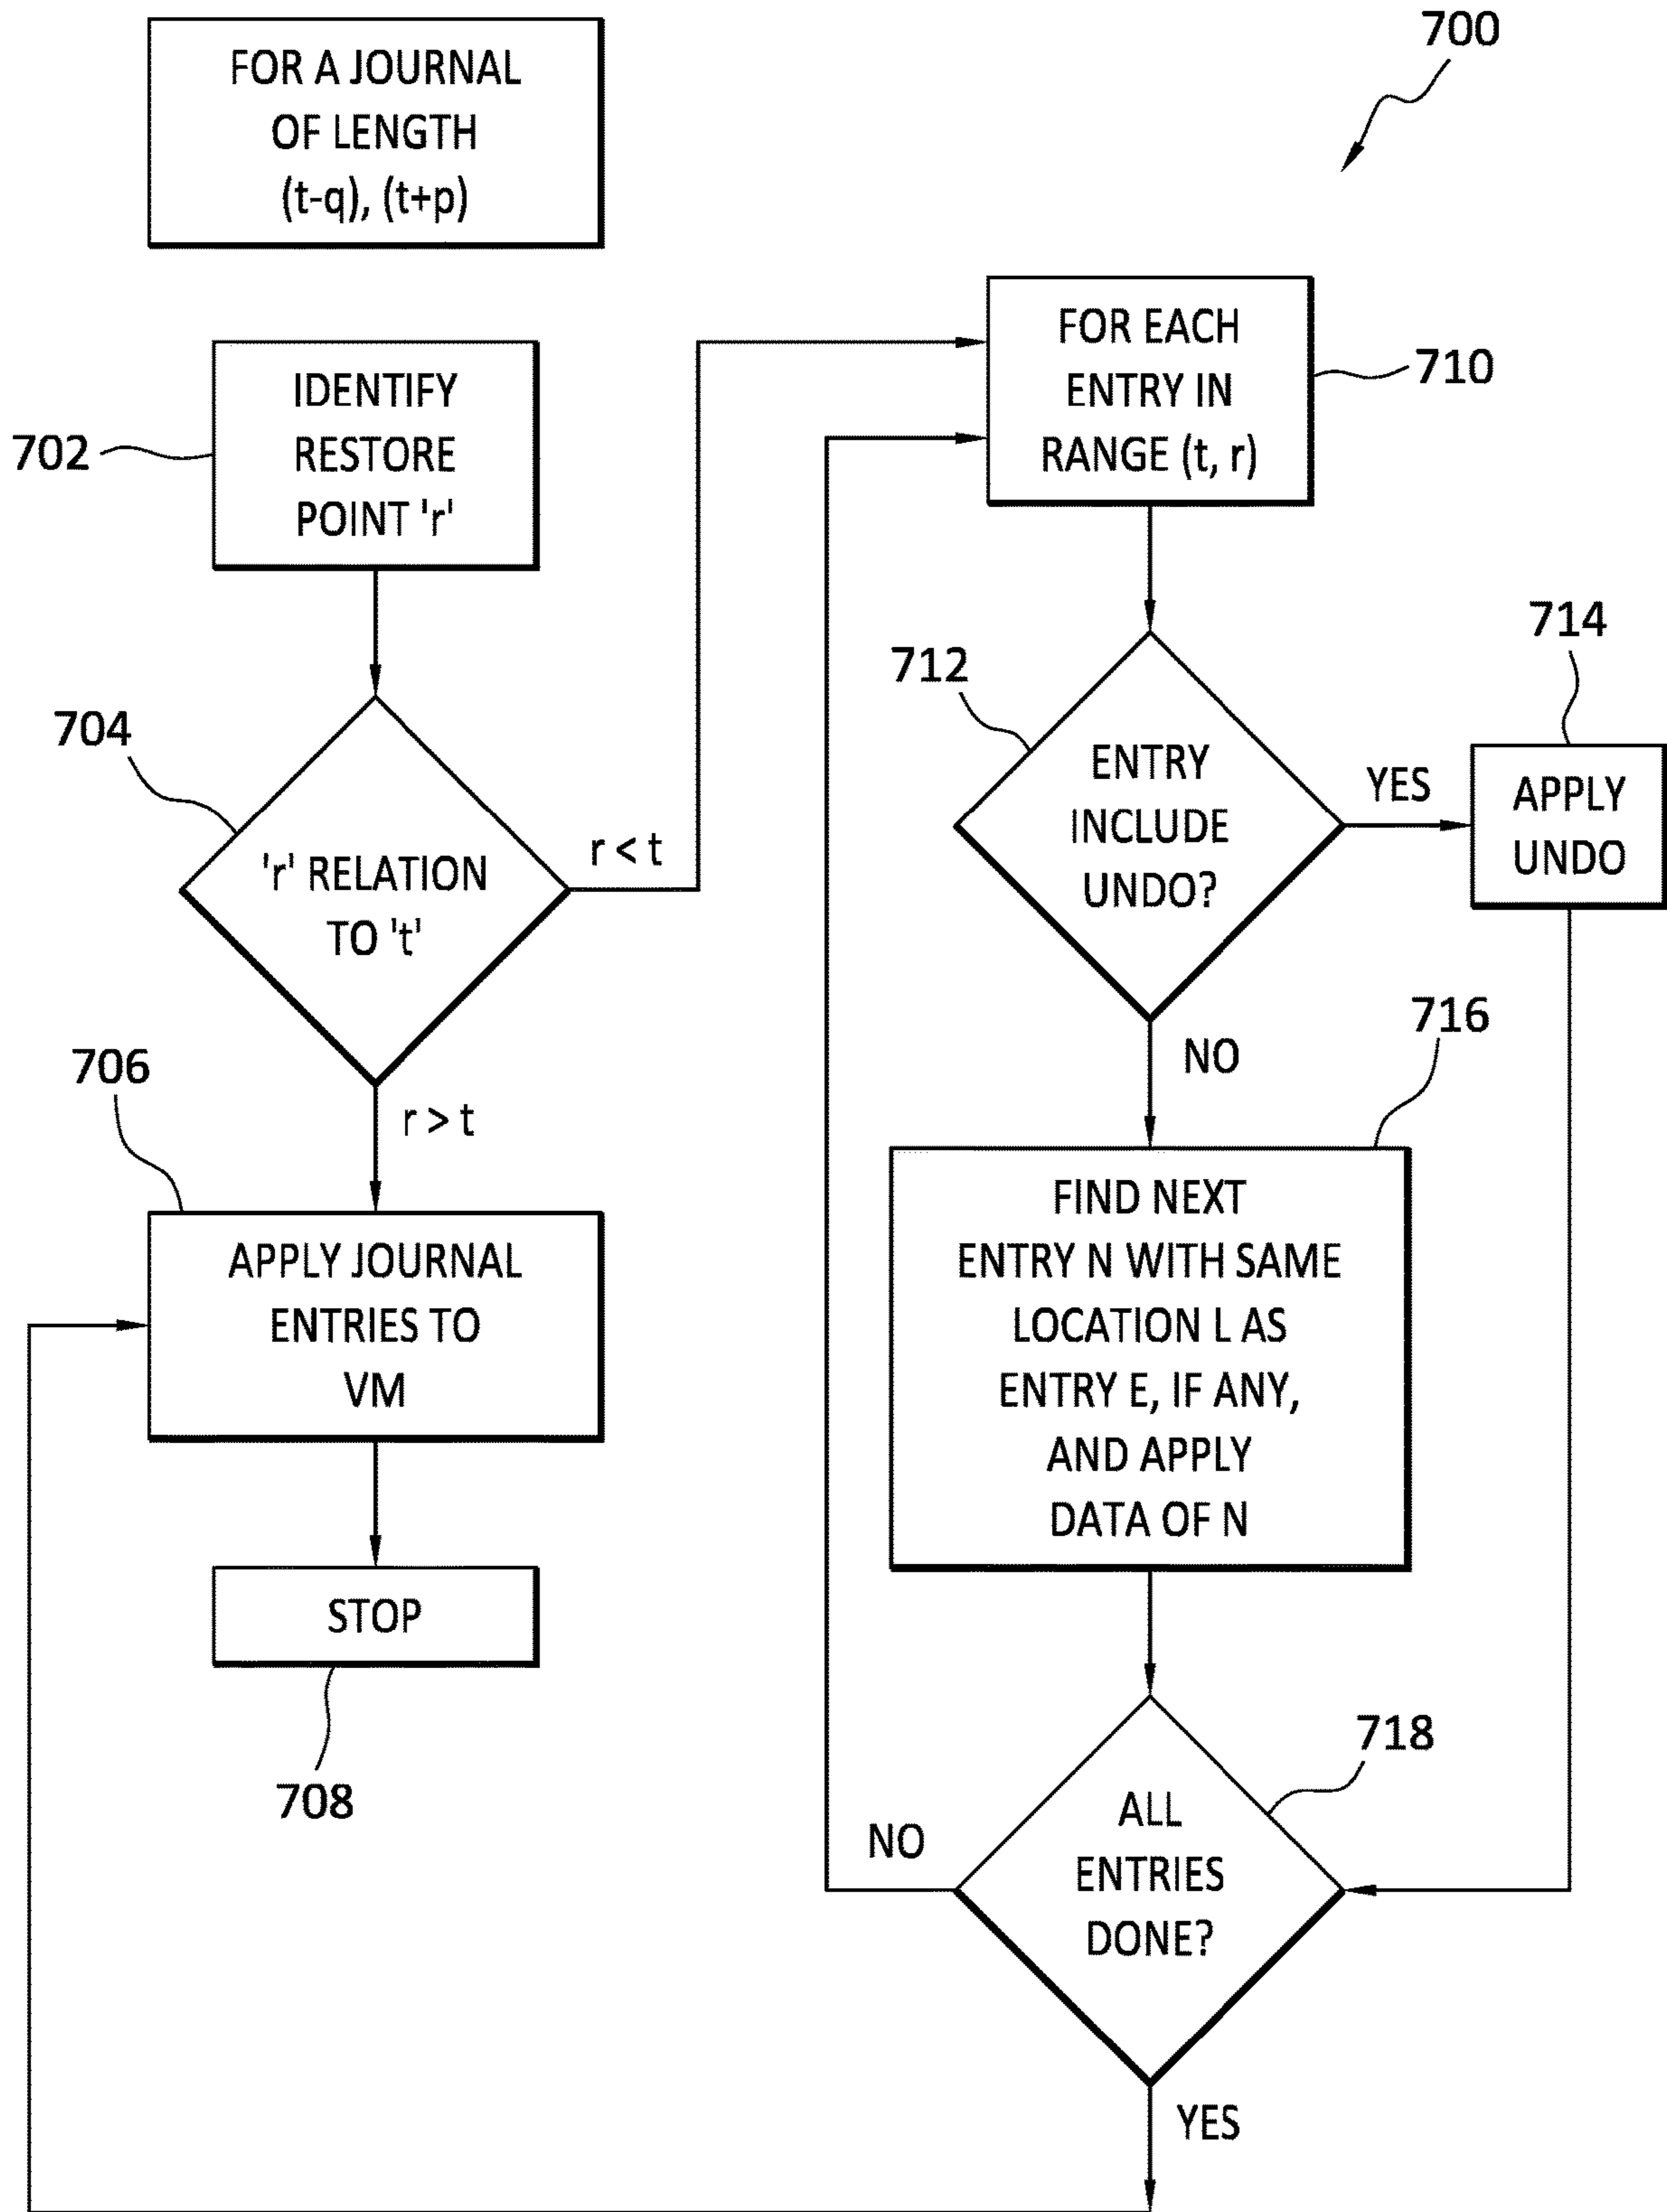 700
FOR A JOURNAL
OF LENGTH
(t-q), (t+p)
702
IDENTIFY
RESTORE
POINT 'r'
704
'r' RELATION
TO 't'
r < t
r > t
706
APPLY JOURNAL
ENTRIES TO
VM
STOP
708
FOR EACH
ENTRY IN
RANGE (t, r)
710
712
ENTRY
INCLUDE
UNDO?
YES
714
APPLY
UNDO
NO
716
FIND NEXT
ENTRY N WITH SAME
LOCATION L AS
ENTRY E, IF ANY,
AND APPLY
DATA OF N
718
ALL
ENTRIES
DONE?
NO
YES